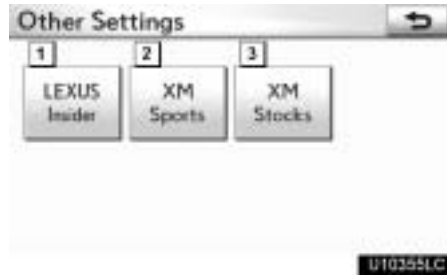 Other Settings
1 2 3
LEXUS Insider
XM Sports
XM Stocks
U10355LC